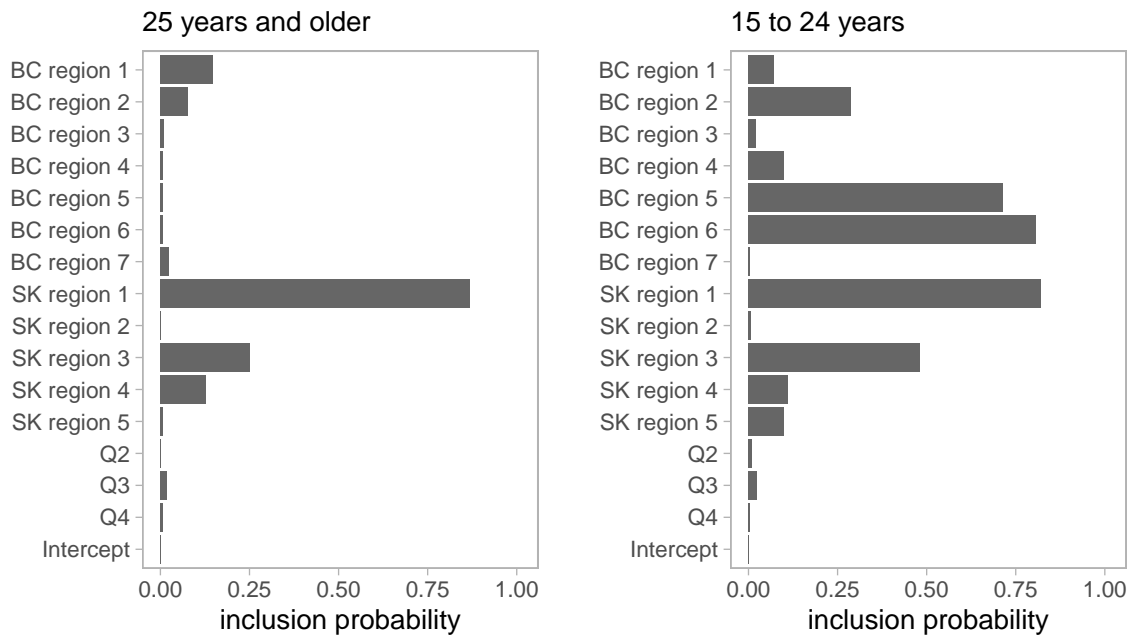 25 years and older
BC region 1
BC region 2
BC region 3
BC region 4
BC region 5
BC region 6
BC region 7
SK region 1
SK region 2
SK region 3
SK region 4
SK region 5
Q2
Q3
Q4
Intercept
0.00 0.25 0.50 0.75 1.00
inclusion probability
15 to 24 years
BC region 1
BC region 2
BC region 3
BC region 4
BC region 5
BC region 6
BC region 7
SK region 1
SK region 2
SK region 3
SK region 4
SK region 5
Q2
Q3
Q4
Intercept
0.00 0.25 0.50 0.75 1.00
inclusion probability